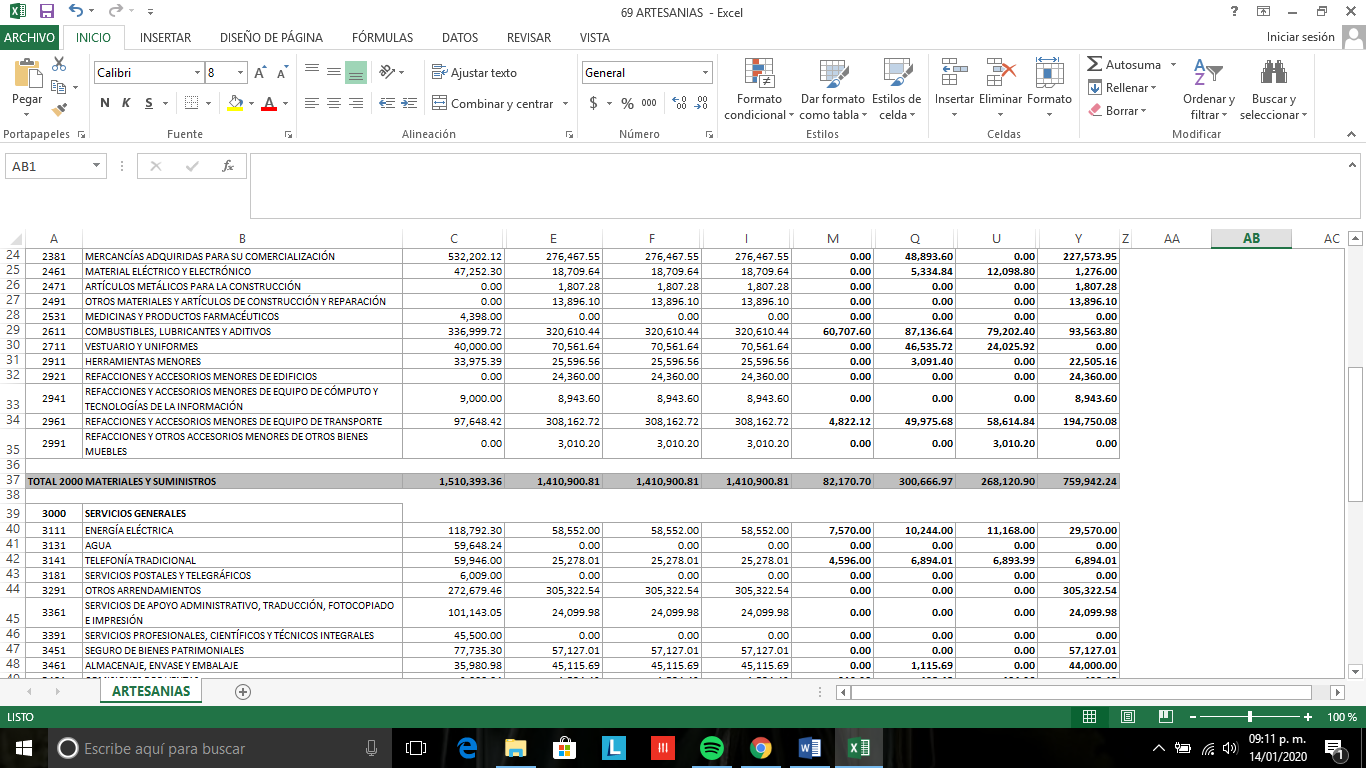 69 ARTESANIAS - Excel
ARCHIVO INICIO INSERTAR DISEÑO DE PÁGINA FÓRMULAS DATOS REVISAR VISTA Iniciar sesión
Calibri 8 Ajustar texto General Autosuma
Pegar Formato condicional Dar formato como tabla Estilos de celda Insertar Eliminar Formato Rellenar Ordenar y filtrar Buscar y seleccionar
N K S A Combinar y centrar $ % 000 Borrar
Portapapeles Fuente Alineación Número Estilos Celdas Modificar
AB1 fx
A B C E F I M Q U Y Z AA AB AC
24 2381 MERCANCÍAS ADQUIRIDAS PARA SU COMERCIALIZACIÓN 532,202.12 276,467.55 276,467.55 276,467.55 0.00 48,893.60 0.00 227,573.95
25 2461 MATERIAL ELÉCTRICO Y ELECTRÓNICO 47,252.30 18,709.64 18,709.64 18,709.64 0.00 5,334.84 12,098.80 1,276.00
26 2471 ARTÍCULOS METÁLICOS PARA LA CONSTRUCCIÓN 0.00 1,807.28 1,807.28 1,807.28 0.00 0.00 0.00 1,807.28
27 2491 OTROS MATERIALES Y ARTÍCULOS DE CONSTRUCCIÓN Y REPARACIÓN 0.00 13,896.10 13,896.10 13,896.10 0.00 0.00 0.00 13,896.10
28 2531 MEDICINAS Y PRODUCTOS FARMACÉUTICOS 4,398.00 0.00 0.00 0.00 0.00 0.00 0.00 0.00
29 2611 COMBUSTIBLES, LUBRICANTES Y ADITIVOS 336,999.72 320,610.44 320,610.44 320,610.44 60,707.60 87,136.64 79,202.40 93,563.80
30 2711 VESTUARIO Y UNIFORMES 40,000.00 70,561.64 70,561.64 70,561.64 0.00 46,535.72 24,025.92 0.00
31 2911 HERRAMIENTAS MENORES 33,975.39 25,596.56 25,596.56 25,596.56 0.00 3,091.40 0.00 22,505.16
32 2921 REFACCIONES Y ACCESORIOS MENORES DE EDIFICIOS 0.00 24,360.00 24,360.00 24,360.00 0.00 0.00 0.00 24,360.00
33 2941 REFACCIONES Y ACCESORIOS MENORES DE EQUIPO DE CÓMPUTO Y
TECNOLOGÍAS DE LA INFORMACIÓN 9,000.00 8,943.60 8,943.60 8,943.60 0.00 0.00 0.00 8,943.60
34 2961 REFACCIONES Y ACCESORIOS MENORES DE EQUIPO DE TRANSPORTE 97,648.42 308,162.72 308,162.72 308,162.72 4,822.12 49,975.68 58,614.84 194,750.08
35 2991 REFACCIONES Y OTROS ACCESORIOS MENORES DE OTROS BIENES
MUEBLES 0.00 3,010.20 3,010.20 3,010.20 0.00 0.00 3,010.20 0.00
36
37 TOTAL 2000 MATERIALES Y SUMINISTROS 1,510,393.36 1,410,900.81 1,410,900.81 1,410,900.81 82,170.70 300,666.97 268,120.90 759,942.24
38
39 3000 SERVICIOS GENERALES
40 3111 ENERGÍA ELÉCTRICA 118,792.30 58,552.00 58,552.00 58,552.00 7,570.00 10,244.00 11,168.00 29,570.00
41 3131 AGUA 59,648.24 0.00 0.00 0.00 0.00 0.00 0.00 0.00
42 3141 TELEFONÍA TRADICIONAL 59,946.00 25,278.01 25,278.01 25,278.01 4,596.00 6,894.01 6,893.99 6,894.01
43 3181 SERVICIOS POSTALES Y TELEGRÁFICOS 6,009.00 0.00 0.00 0.00 0.00 0.00 0.00 0.00
44 3291 OTROS ARRENDAMIENTOS 272,679.46 305,322.54 305,322.54 305,322.54 0.00 0.00 0.00 305,322.54
45 3361 SERVICIOS DE APOYO ADMINISTRATIVO, TRADUCCIÓN, FOTOCOPIADO
E IMPRESIÓN 101,143.05 24,099.98 24,099.98 24,099.98 0.00 0.00 0.00 24,099.98
46 3391 SERVICIOS PROFESIONALES, CIENTÍFICOS Y TÉCNICOS INTEGRALES 45,500.00 0.00 0.00 0.00 0.00 0.00 0.00 0.00
47 3451 SEGURO DE BIENES PATRIMONIALES 77,735.30 57,127.01 57,127.01 57,127.01 0.00 0.00 0.00 57,127.01
48 3461 ALMACENAJE, ENVASE Y EMBALAJE 35,980.98 45,115.69 45,115.69 45,115.69 0.00 1,115.69 0.00 44,000.00
ARTESANIAS
LISTO 100 %
Escribe aquí para buscar 09:11 p. m.
14/01/2020